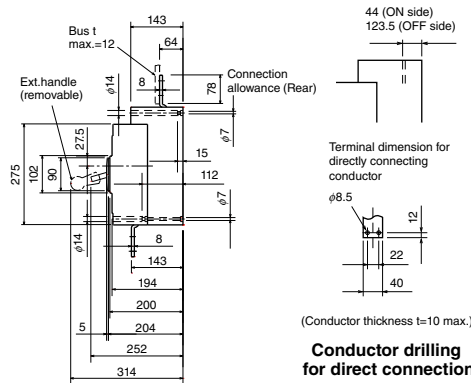 143
64
Bus t
max.=12
8
78
φ14
Connection
allowance (Rear)
Ext.handle
(removable)
φ7
27.5
15
275
102
90
112
φ7
φ14
8
143
194
200
5
204
252
314
44 (ON side)
123.5 (OFF side)
Terminal dimension for
directly connecting
conductor
φ8.5
12
22
40
(Conductor thickness t=10 max.)
Conductor drilling
for direct connection